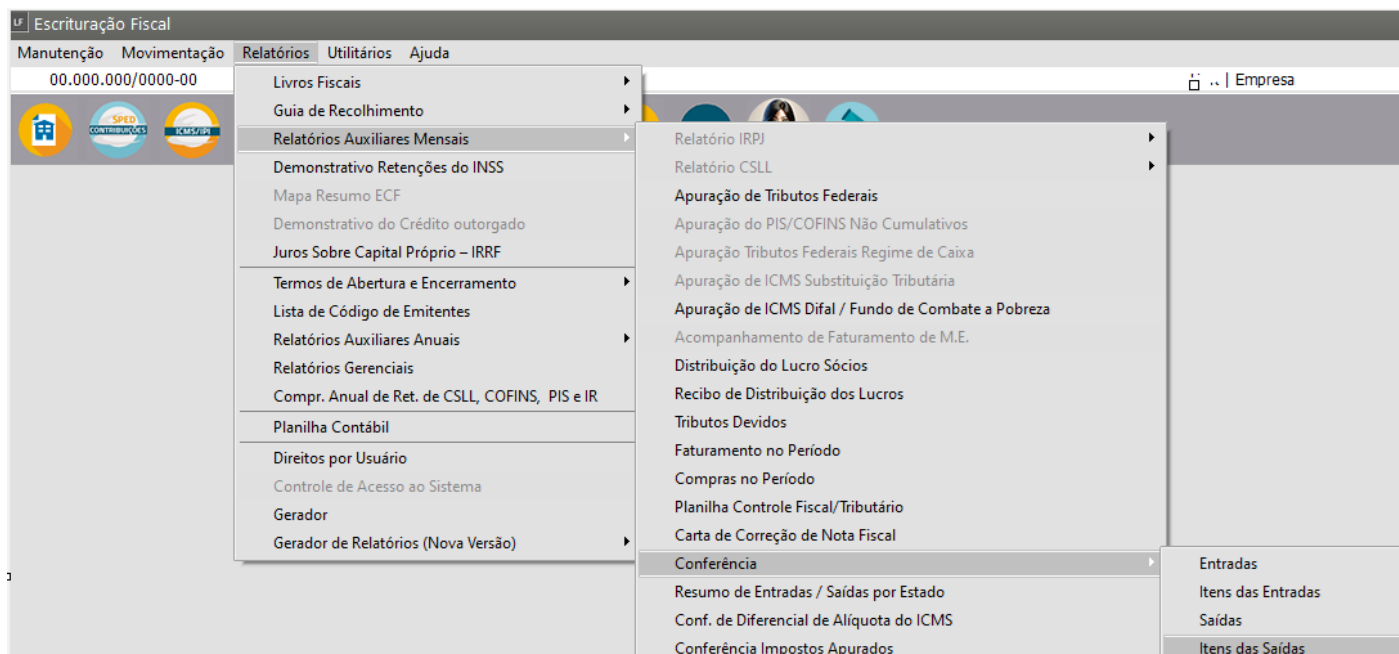 LF Escrituração Fiscal
Manutenção Movimentação Relatórios Utilitários Ajuda
00.000.000/0000-00
| Empresa
SPED
CONTRIBUIÇÕES
ICMS/IPI
Livros Fiscais
Guia de Recolhimento
Relatórios Auxiliares Mensais
Demonstrativo Retenções do INSS
Mapa Resumo ECF
Demonstrativo do Crédito outorgado
Juros Sobre Capital Próprio – IRRF
Termos de Abertura e Encerramento
Lista de Código de Emitentes
Relatórios Auxiliares Anuais
Relatórios Gerenciais
Compr. Anual de Ret. de CSLL, COFINS, PIS e IR
Planilha Contábil
Direitos por Usuário
Controle de Acesso ao Sistema
Gerador
Gerador de Relatórios (Nova Versão)
Relatório IRPJ
Relatório CSLL
Apuração de Tributos Federais
Apuração do PIS/COFINS Não Cumulativos
Apuração Tributos Federais Regime de Caixa
Apuração de ICMS Substituição Tributária
Apuração de ICMS Difal / Fundo de Combate a Pobreza
Acompanhamento de Faturamento de M.E.
Distribuição do Lucro Sócios
Recibo de Distribuição dos Lucros
Tributos Devidos
Faturamento no Período
Compras no Período
Planilha Controle Fiscal/Tributário
Carta de Correção de Nota Fiscal
Conferência
Resumo de Entradas / Saídas por Estado
Conf. de Diferencial de Alíquota do ICMS
Conferência Impostos Apurados
Entradas
Itens das Entradas
Saídas
Itens das Saídas